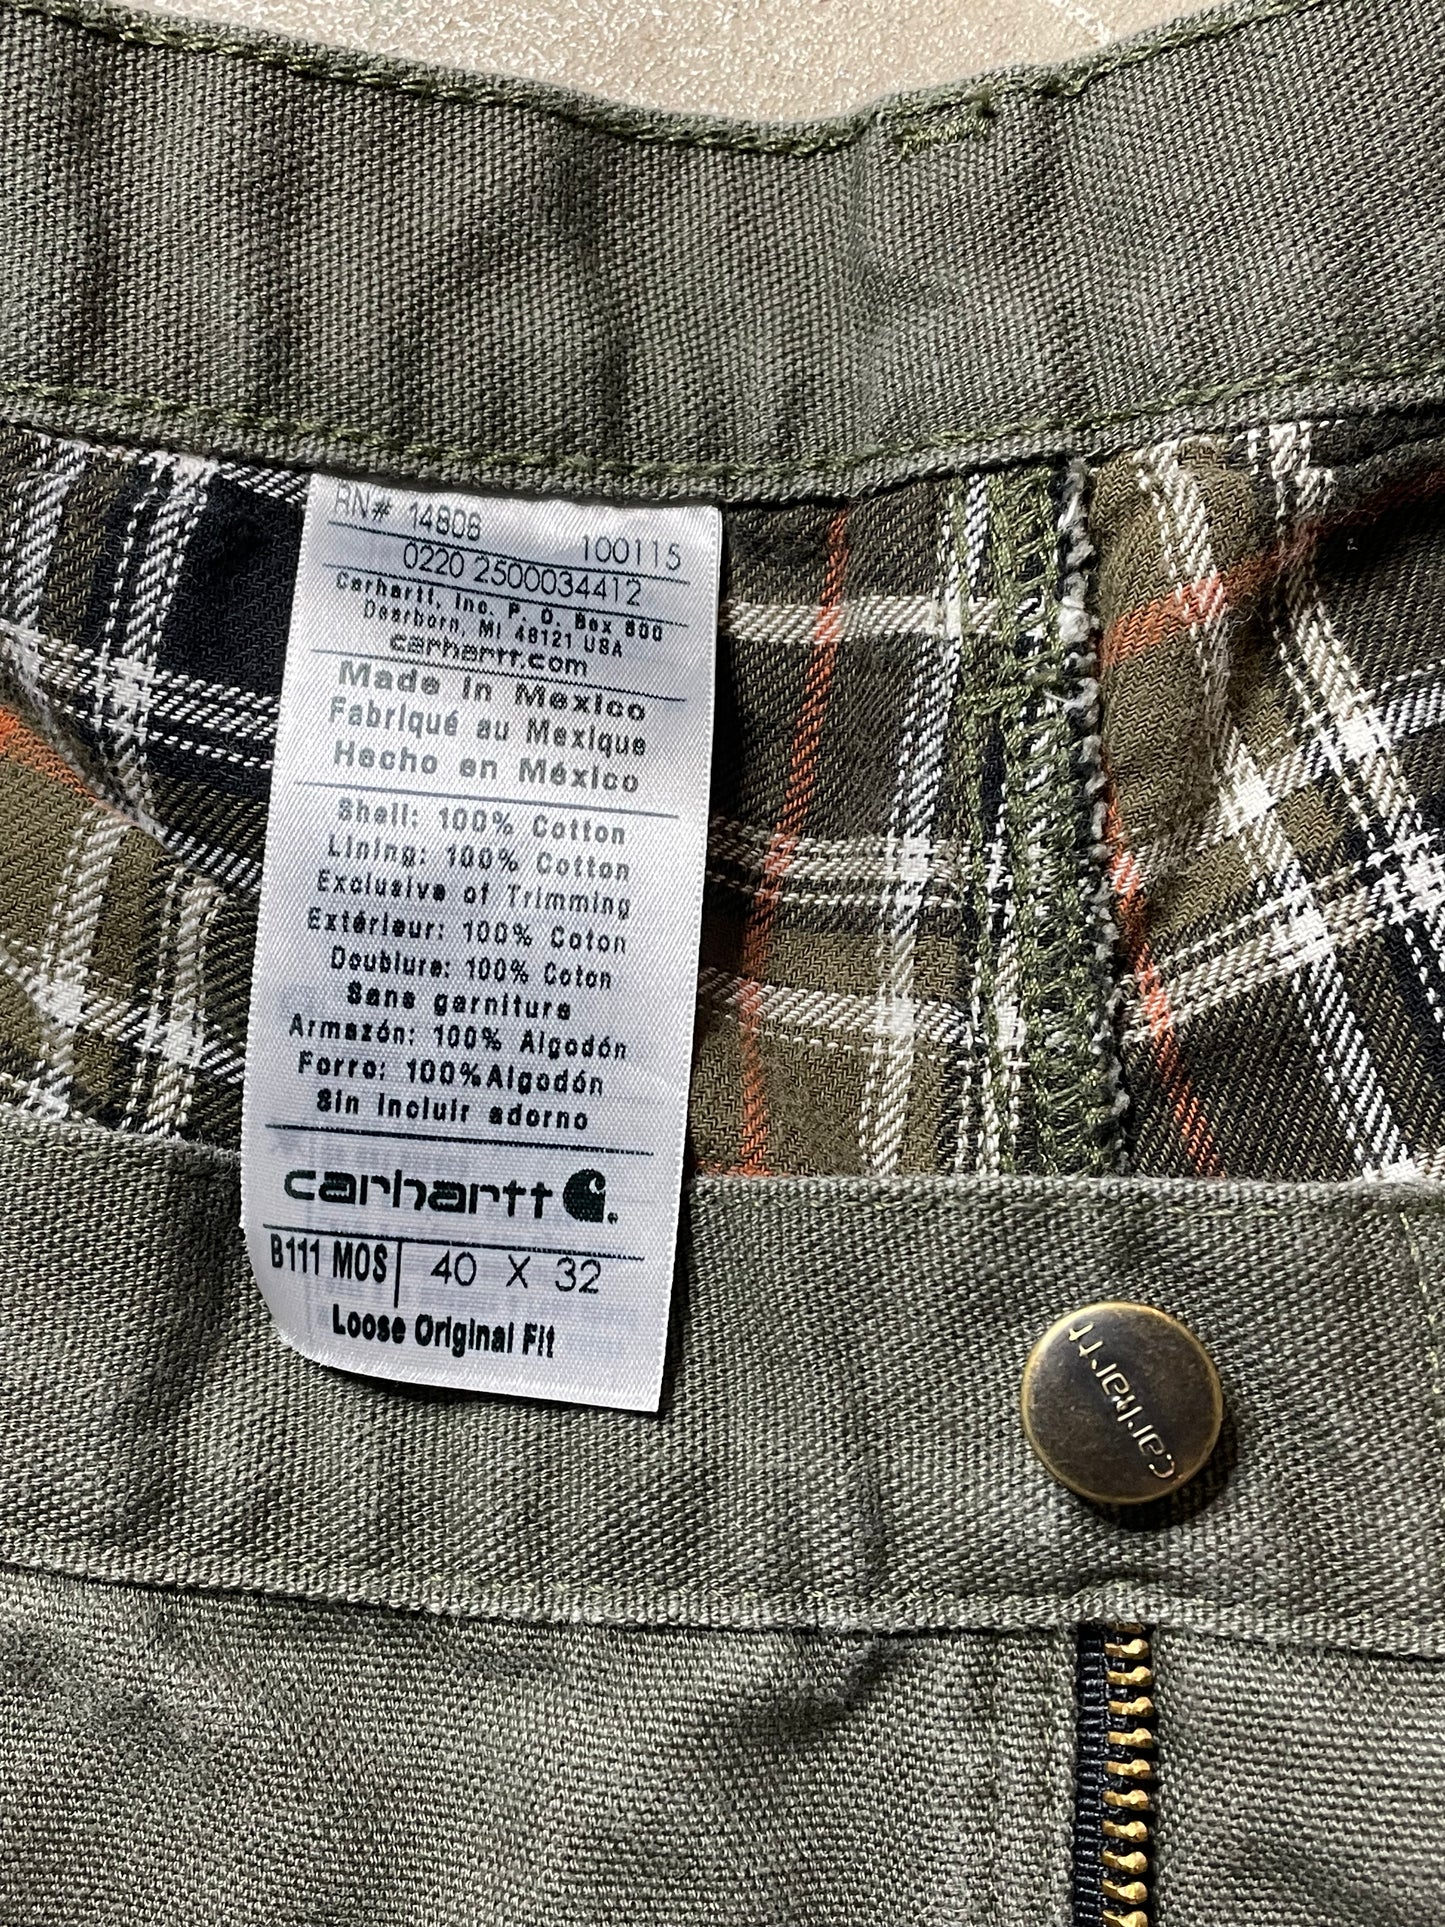 RN# 14806
100115
0220 2500034412
Carhartt, Inc. P. O. Box 600
Dearborn, MI 48121 USA
carhartt.com
Made in Mexico
Fabriqué au Mexique
Hecho en México
Shell: 100% Cotton
Lining: 100% Cotton
Exclusive of Trimming
Extérieur: 100% Coton
Doublure: 100% Coton
Sans garniture
Armazón: 100% Algodón
Forro: 100%Algodón
Sin incluir adorno
carhartt
B111 MOS 40 X 32
Loose Original Fit
Carhartt